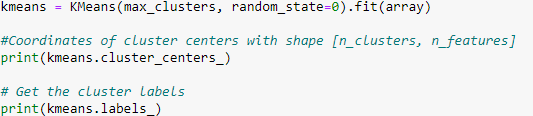 kmeans = KMeans(max_clusters, random_state=0).fit(array)
#Coordinates of cluster centers with shape [n_clusters, n_features]
print(kmeans.cluster_centers_)
# Get the cluster labels
print(kmeans.labels_)